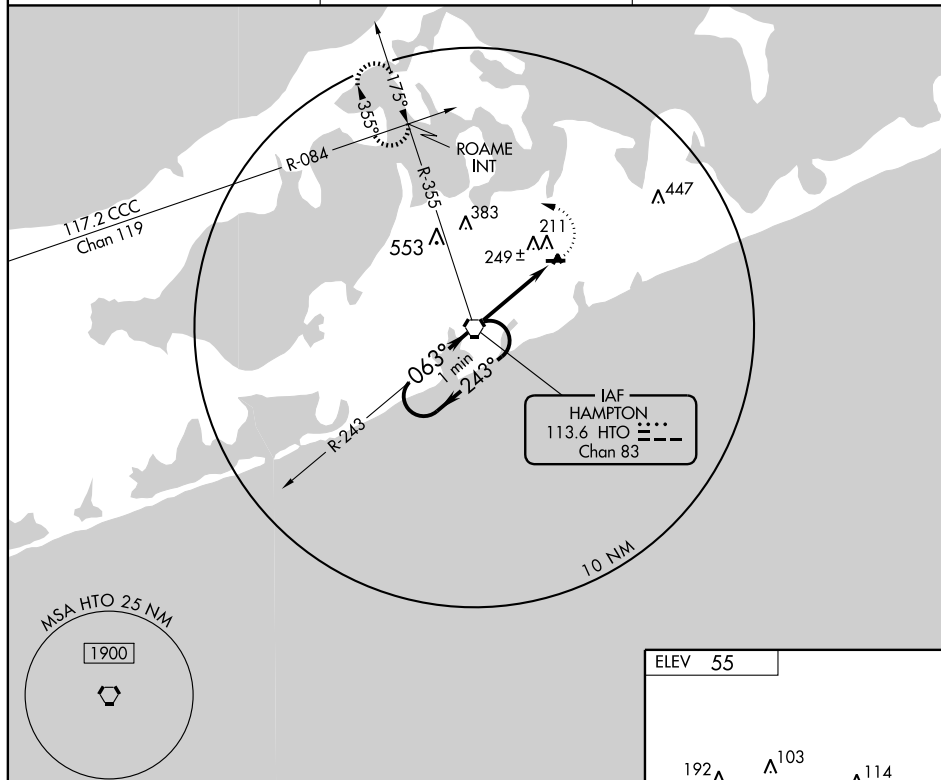 175°
355°
R-084
ROAME
INT
R-355
117.2 CCC
Chan 119
447
383
553
211
249 ±
063°
1 min
243°
R-243
IAF
HAMPTON
113.6 HTO
Chan 83
10 NM
MSA HTO 25 NM
1900
ELEV 55
192
103
114